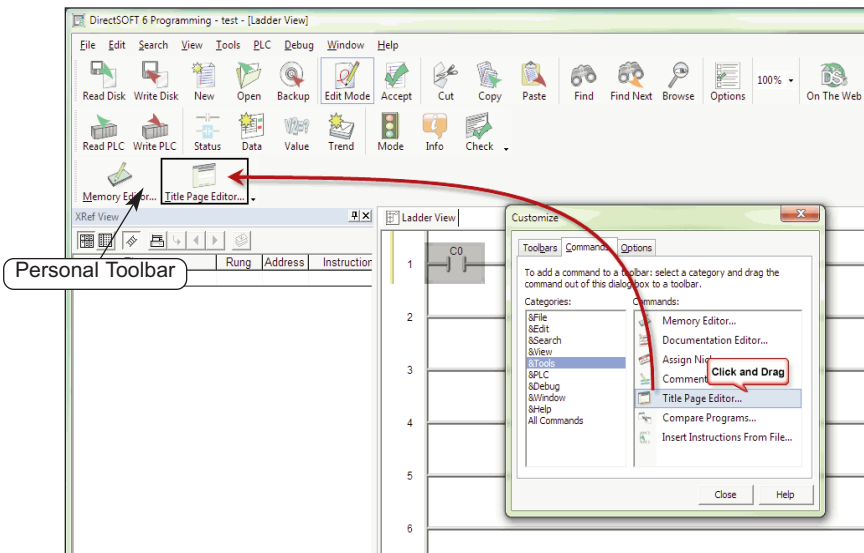 DirectSOFT 6 Programming - test - [Ladder View]
File Edit Search View Tools PLC Debug Window Help
Read Disk Write Disk New Open Backup Edit Mode Accept Cut Copy Paste Find Find Next Browse Options 100% On The Web
Read PLC Write PLC Status Data Value Trend Mode Info Check
Memory Editor... Title Page Editor...
XRef View
Ladder View
Personal Toolbar
Rung Address Instruction
C0
1
2
3
4
5
6
Customize
Toolbars Commands Options
To add a command to a toolbar: select a category and drag the
command out of this dialog box to a toolbar.
Categories:
&File
&Edit
&Search
&View
&Tools
&PLC
&Debug
&Window
&Help
All Commands
Commands:
Memory Editor...
Documentation Editor...
Assign
Click and Drag
Comment
Title Page Editor...
Compare Programs...
Insert Instructions From File...
Close Help